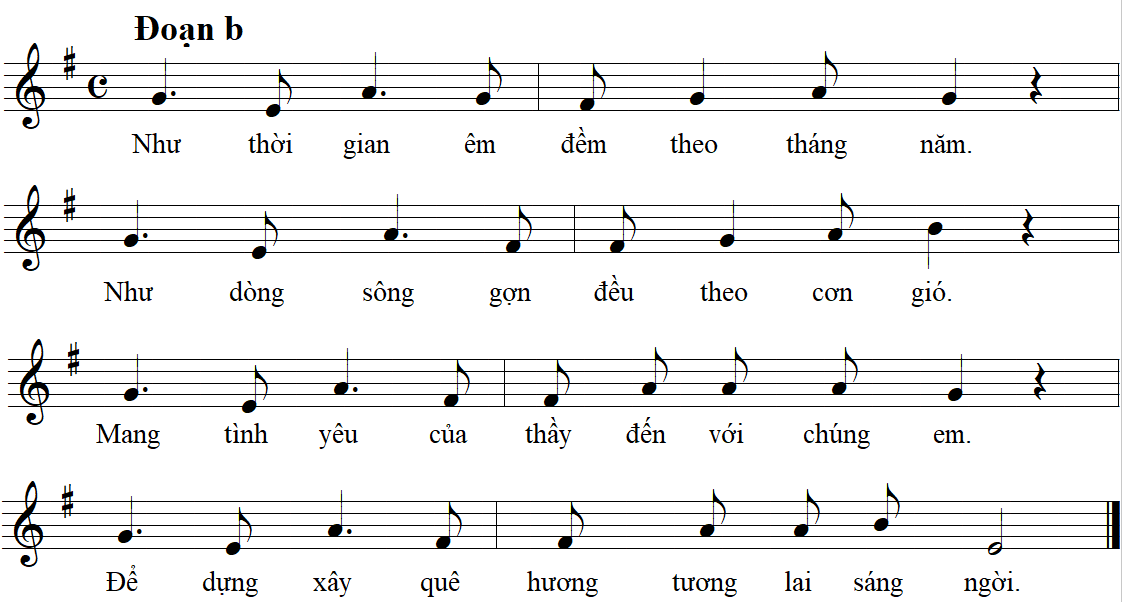 Đoạn b
Như thời gian êm đềm theo tháng năm.
Như dòng sông gợn đều theo cơn gió.
Mang tình yêu của thầy đến với chúng em.
Để dựng xây quê hương tương lai sáng ngời.